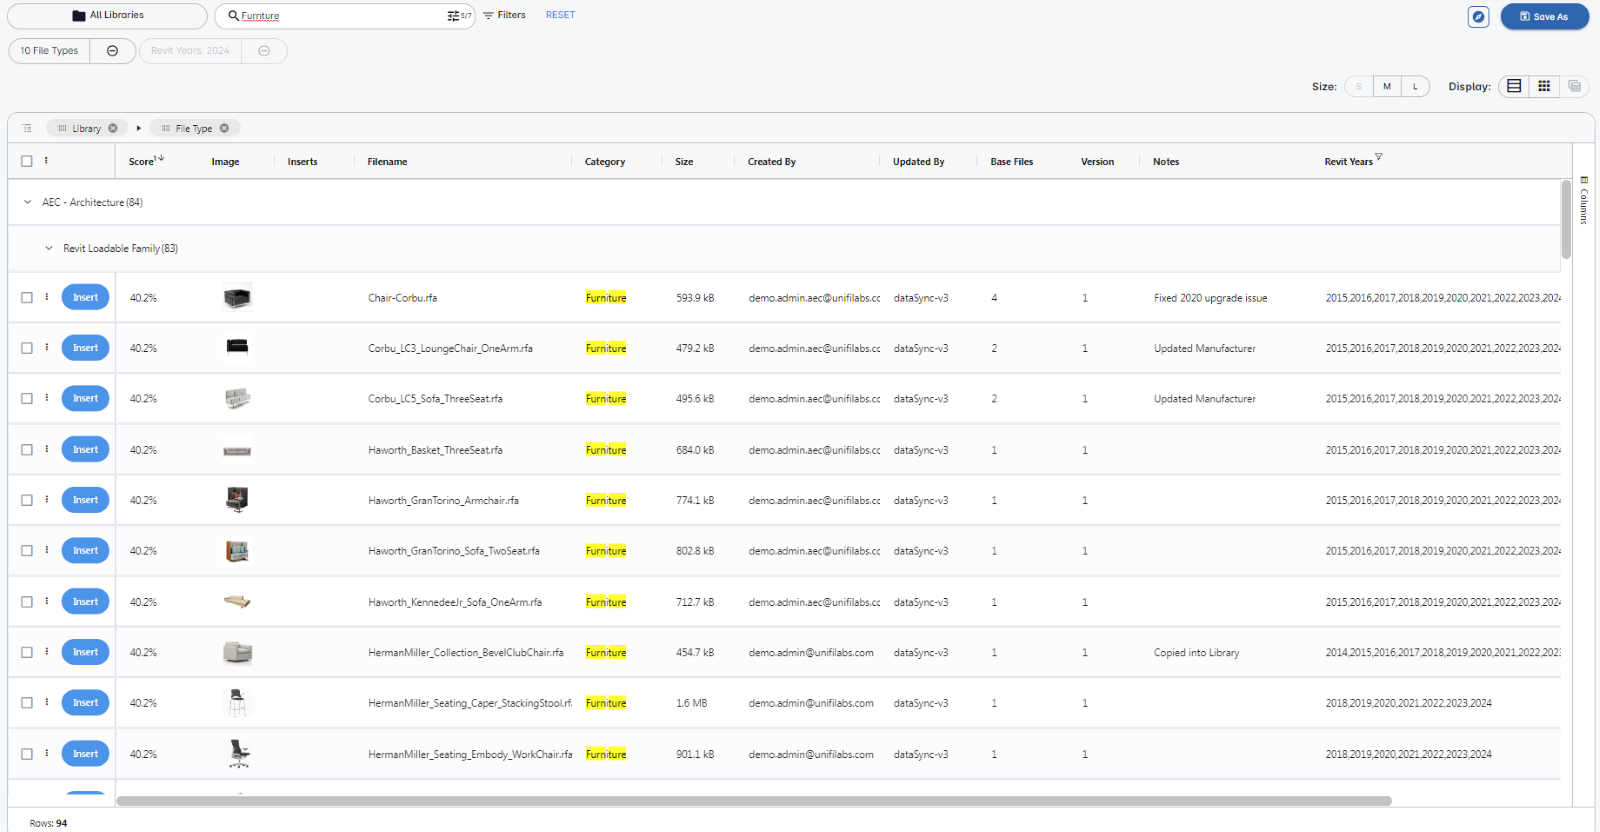 All Libraries
Furnture
5/7
Filters
RESET
Save As
10 File Types
Revit Years: 2024
Size: S M L
Display:
Library
File Type
Score1 Image Inserts Filename Category Size Created By Updated By Base Files Version Notes Revit Years
Columns
AEC - Architecture (84)
Revit Loadable Family (83)
Insert 40.2% Chair-Corbu.rfa Furniture 593.9 kB demo.admin.aec@unifilabs.cc dataSync-v3 4 1 Fixed 2020 upgrade issue 2015,2016,2017,2018,2019,2020,2021,2022,2023,2024
Insert 40.2% Corbu_LC3_LoungeChair_OneArm.rfa Furniture 479.2 kB demo.admin.aec@unifilabs.cc dataSync-v3 2 1 Updated Manufacturer 2015,2016,2017,2018,2019,2020,2021,2022,2023,2024
Insert 40.2% Corbu_LC5_Sofa_ThreeSeat.rfa Furniture 495.6 kB demo.admin.aec@unifilabs.cc dataSync-v3 2 1 Updated Manufacturer 2015,2016,2017,2018,2019,2020,2021,2022,2023,2024
Insert 40.2% Haworth_Basket_ThreeSeat.rfa Furniture 684.0 kB demo.admin.aec@unifilabs.cc dataSync-v3 1 1 2015,2016,2017,2018,2019,2020,2021,2022,2023,2024
Insert 40.2% Haworth_GranTorino_Armchair.rfa Furniture 774.1 kB demo.admin.aec@unifilabs.cc dataSync-v3 1 1 2015,2016,2017,2018,2019,2020,2021,2022,2023,2024
Insert 40.2% Haworth_GranTorino_Sofa_TwoSeat.rfa Furniture 802.8 kB demo.admin.aec@unifilabs.cc dataSync-v3 1 1 2015,2016,2017,2018,2019,2020,2021,2022,2023,2024
Insert 40.2% Haworth_KennedeeJr_Sofa_OneArm.rfa Furniture 712.7 kB demo.admin.aec@unifilabs.cc dataSync-v3 1 1 2015,2016,2017,2018,2019,2020,2021,2022,2023,2024
Insert 40.2% HermanMiller_Collection_BevelClubChair.rfa Furniture 454.7 kB demo.admin@unifilabs.com dataSync-v3 1 1 Copied into Library 2014,2015,2016,2017,2018,2019,2020,2021,2022,2023
Insert 40.2% HermanMiller_Seating_Caper_StackingStool.rf Furniture 1.6 MB demo.admin@unifilabs.com dataSync-v3 1 1 2018,2019,2020,2021,2022,2023,2024
Insert 40.2% HermanMiller_Seating_Embody_WorkChair.rfa Furniture 901.1 kB demo.admin@unifilabs.com dataSync-v3 1 1 2018,2019,2020,2021,2022,2023,2024
Rows: 94